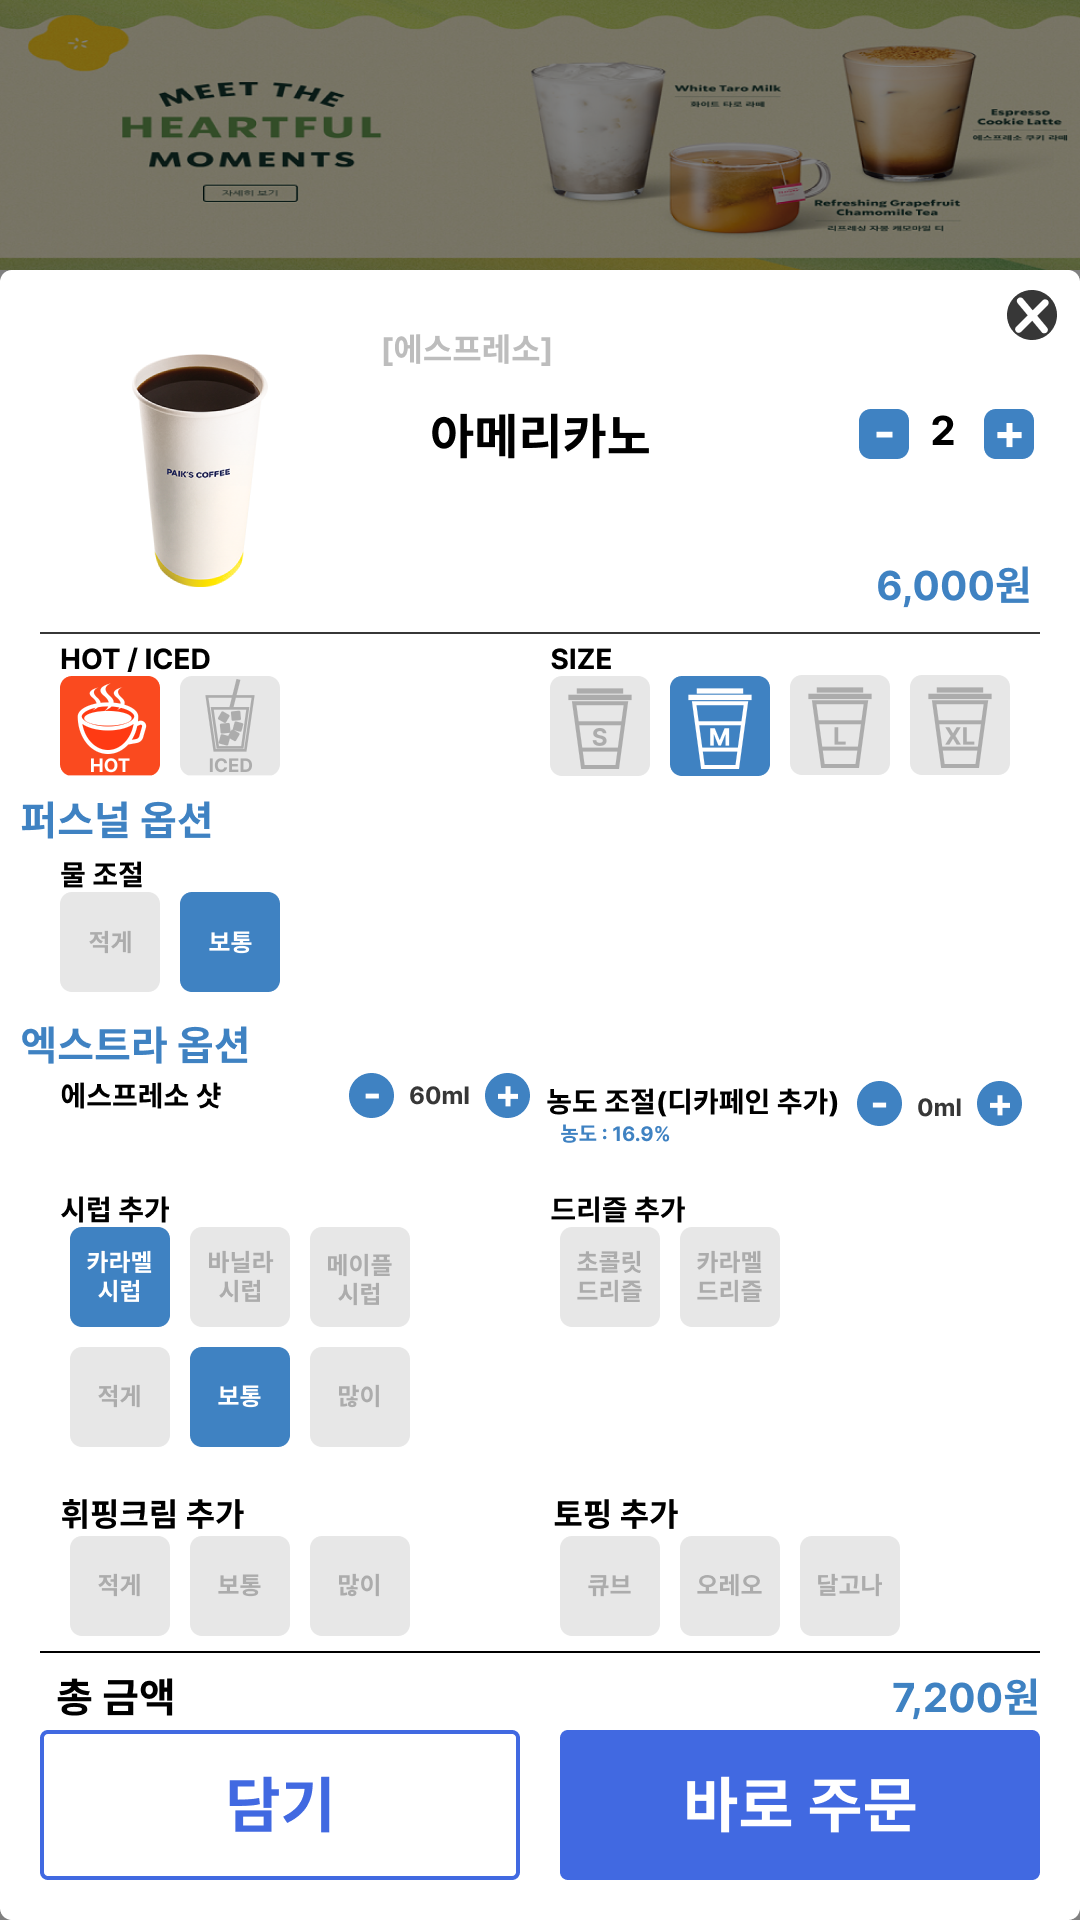 MEET THE
HEARTFUL
MOMENTS
자세히 보기
White Taro Milk
화이트 타로 라떼
Espresso
Cookie Latte
에스프레소 쿠키 라떼
Refreshing Grapefruit
Chamomile Tea
리프레싱 자몽 캐모마일 티
[에스프레소]
아메리카노
- 2 +
PAIK'S COFFEE
6,000원
HOT / ICED
SIZE
HOT
ICED
S
M
L
XL
퍼스널 옵션
물 조절
적게
보통
엑스트라 옵션
에스프레소 샷
- 60ml +
농도 조절(디카페인 추가)
- 0ml +
농도 : 16.9%
시럽 추가
카라멜
시럽
바닐라
시럽
메이플
시럽
적게
보통
많이
드리즐 추가
초콜릿
드리즐
카라멜
드리즐
휘핑크림 추가
적게
보통
많이
토핑 추가
큐브
오레오
달고나
총 금액
7,200원
담기
바로 주문